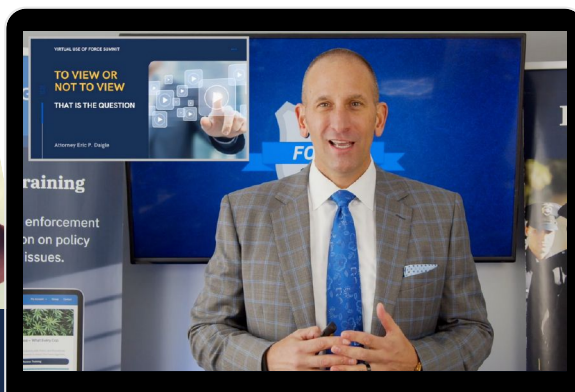 VIRTUAL USE OF FORCE SUMMIT
TO VIEW OR
NOT TO VIEW
THAT IS THE QUESTION
Attorney Eric P. Daigle
FO
raining
enforcement
on on policy
issues.